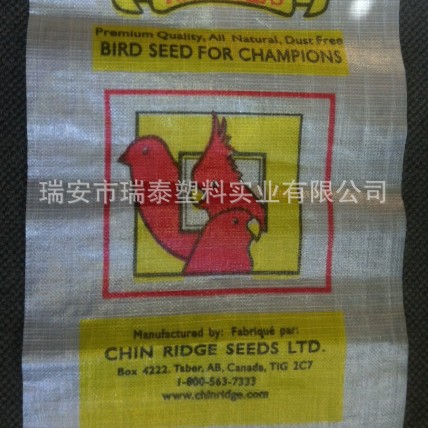 Premium Quality, All Natural, Dust Free
BIRD SEED FOR CHAMPIONS
瑞安市瑞泰塑料实业有限公司
Manufactured by: Fabriqué par:
CHIN RIDGE SEEDS LTD.
Box 4222, Taber, AB, Canada, T1G 2C7
1-800-563-7333
www.chinridge.com